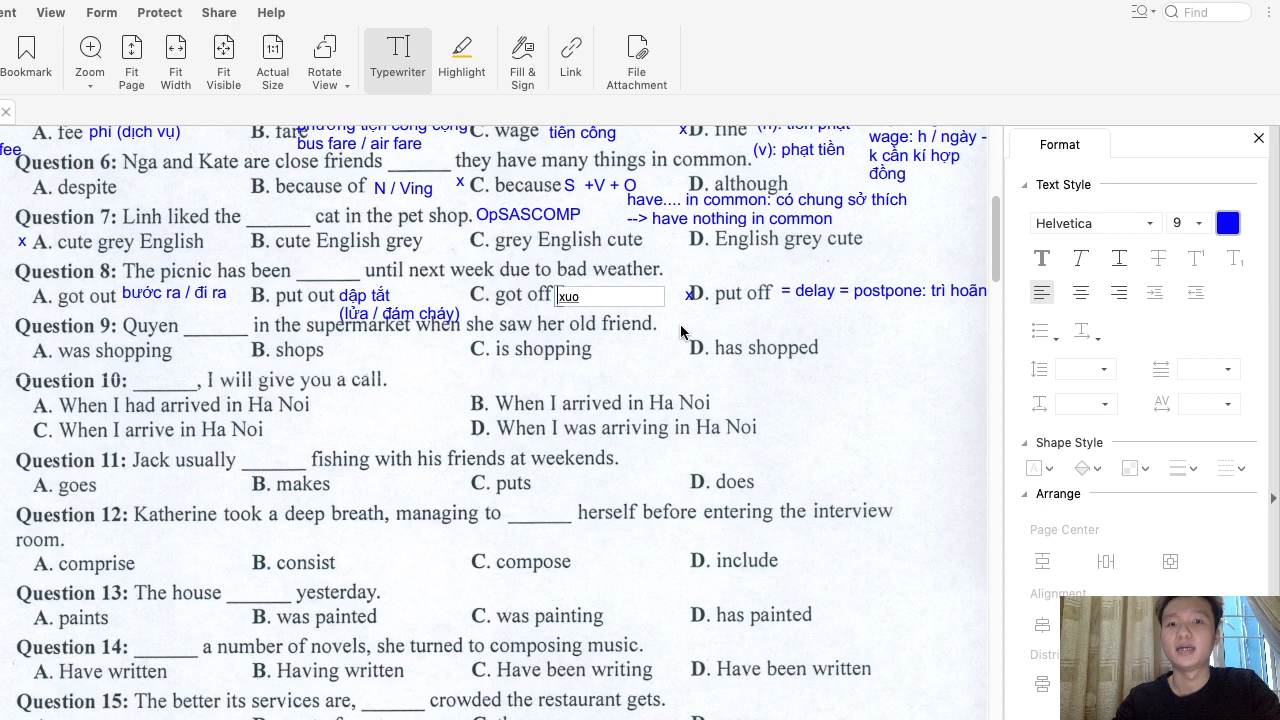 ent View Form Protect Share Help Find
Bookmark Zoom Fit Page Fit Width Fit Visible 1:1 Actual Size Rotate View Typewriter Highlight Fill & Sign Link File Attachment
A. fee phí (dịch vụ) B. fare phương tiện công cộng C. wage tiền công x D. fine (n): tiền phạt
bus fare / air fare (v): phạt tiền
wage: h / ngày -
k cần kí hợp
đồng
fee
Question 6: Nga and Kate are close friends ______ they have many things in common.
A. despite B. because of N / Ving x C. because S +V + O D. although
have.... in common: có chung sở thích
--> have nothing in common
Question 7: Linh liked the ______ cat in the pet shop. OpSASCOMP
x A. cute grey English B. cute English grey C. grey English cute D. English grey cute
Question 8: The picnic has been ______ until next week due to bad weather.
A. got out bước ra / đi ra B. put out dập tắt C. got off xuo x D. put off = delay = postpone: trì hoãn
(lửa / đám cháy)
Question 9: Quyen ______ in the supermarket when she saw her old friend.
A. was shopping B. shops C. is shopping D. has shopped
Question 10: ______, I will give you a call.
A. When I had arrived in Ha Noi B. When I arrived in Ha Noi
C. When I arrive in Ha Noi D. When I was arriving in Ha Noi
Question 11: Jack usually ______ fishing with his friends at weekends.
A. goes B. makes C. puts D. does
Question 12: Katherine took a deep breath, managing to ______ herself before entering the interview
room.
A. comprise B. consist C. compose D. include
Question 13: The house ______ yesterday.
A. paints B. was painted C. was painting D. has painted
Question 14: ______ a number of novels, she turned to composing music.
A. Have written B. Having written C. Have been writing D. Have been written
Question 15: The better its services are, ______ crowded the restaurant gets.
Format
Text Style
Helvetica 9
T T T T T¹ T₁
Shape Style
Arrange
Page Center
Alignment
Distri